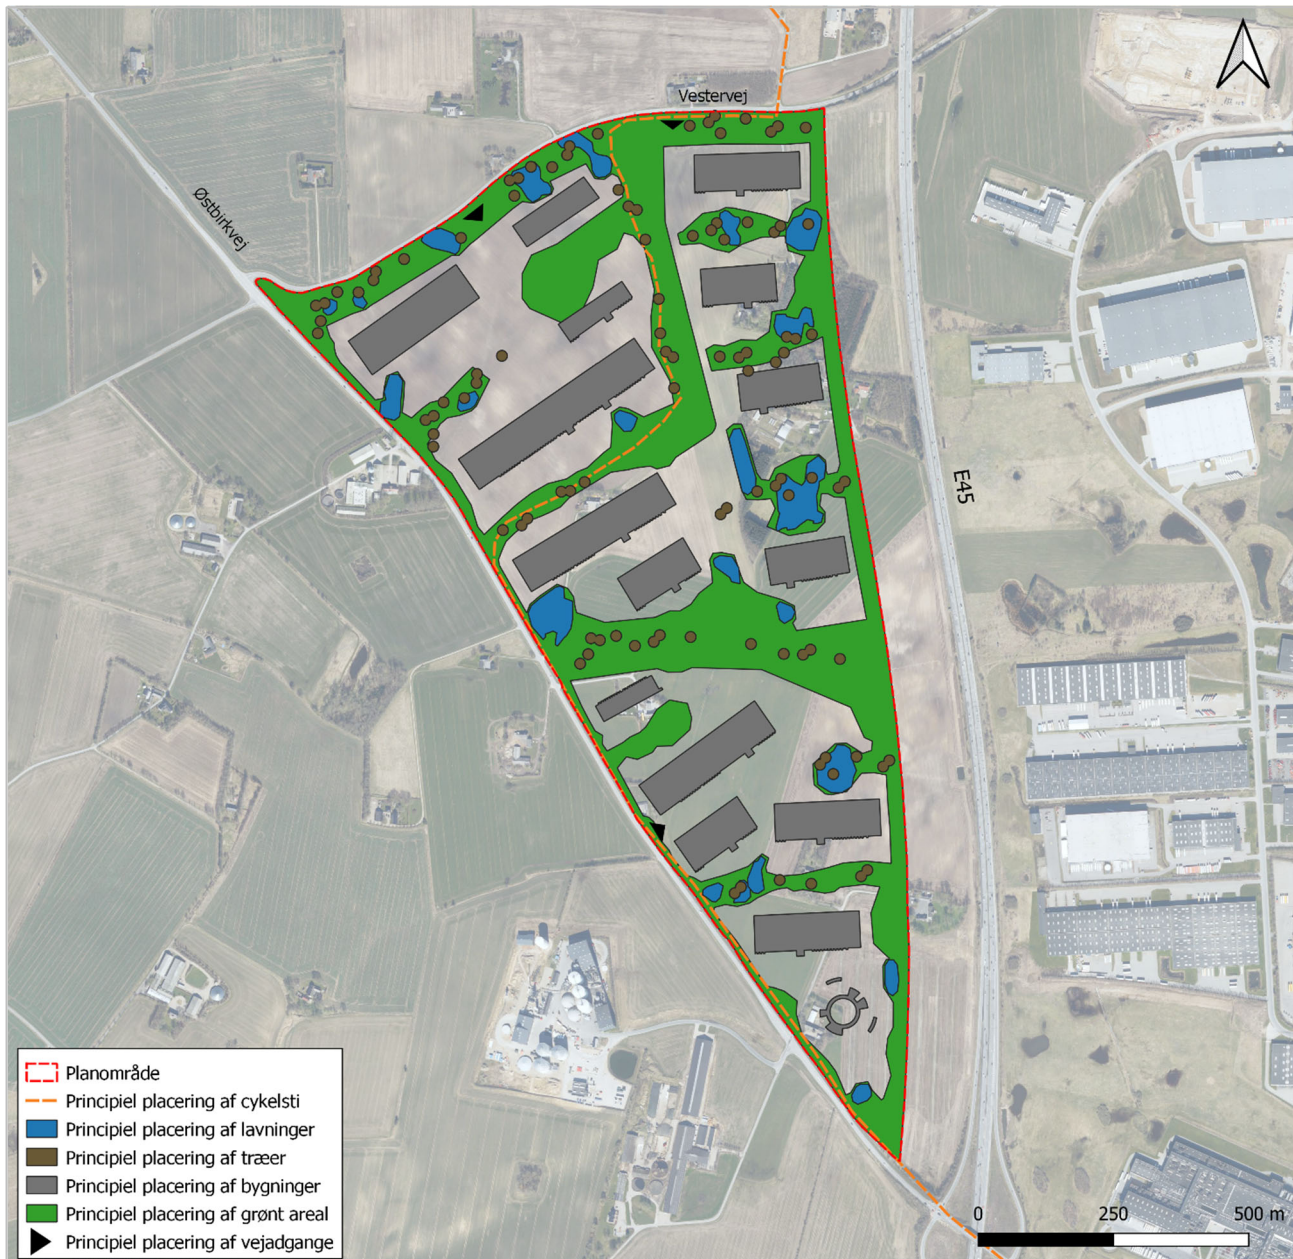 Vestervej
Østbirkvej
E45
Planområde
Principiel placering af cykelsti
Principiel placering af lavninger
Principiel placering af træer
Principiel placering af bygninger
Principiel placering af grønt areal
Principiel placering af vejadgange
0 250 500 m